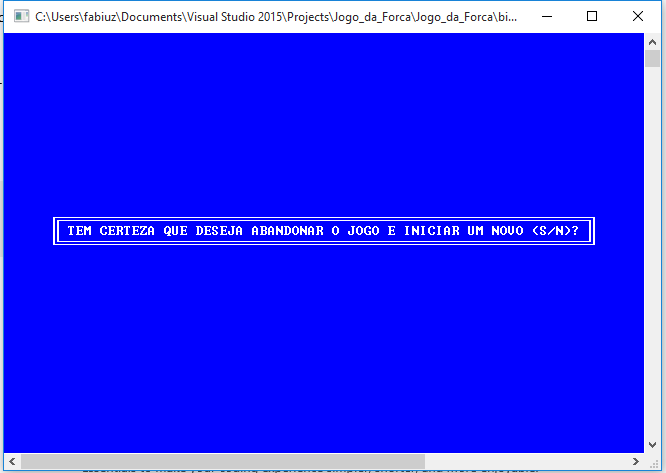 C:\Users\fabiuz\Documents\Visual Studio 2015\Projects\Jogo_da_Forca\Jogo_da_Forca\bi...
TEM CERTEZA QUE DESEJA ABANDONAR O JOGO E INICIAR UM NOVO <S/N>?